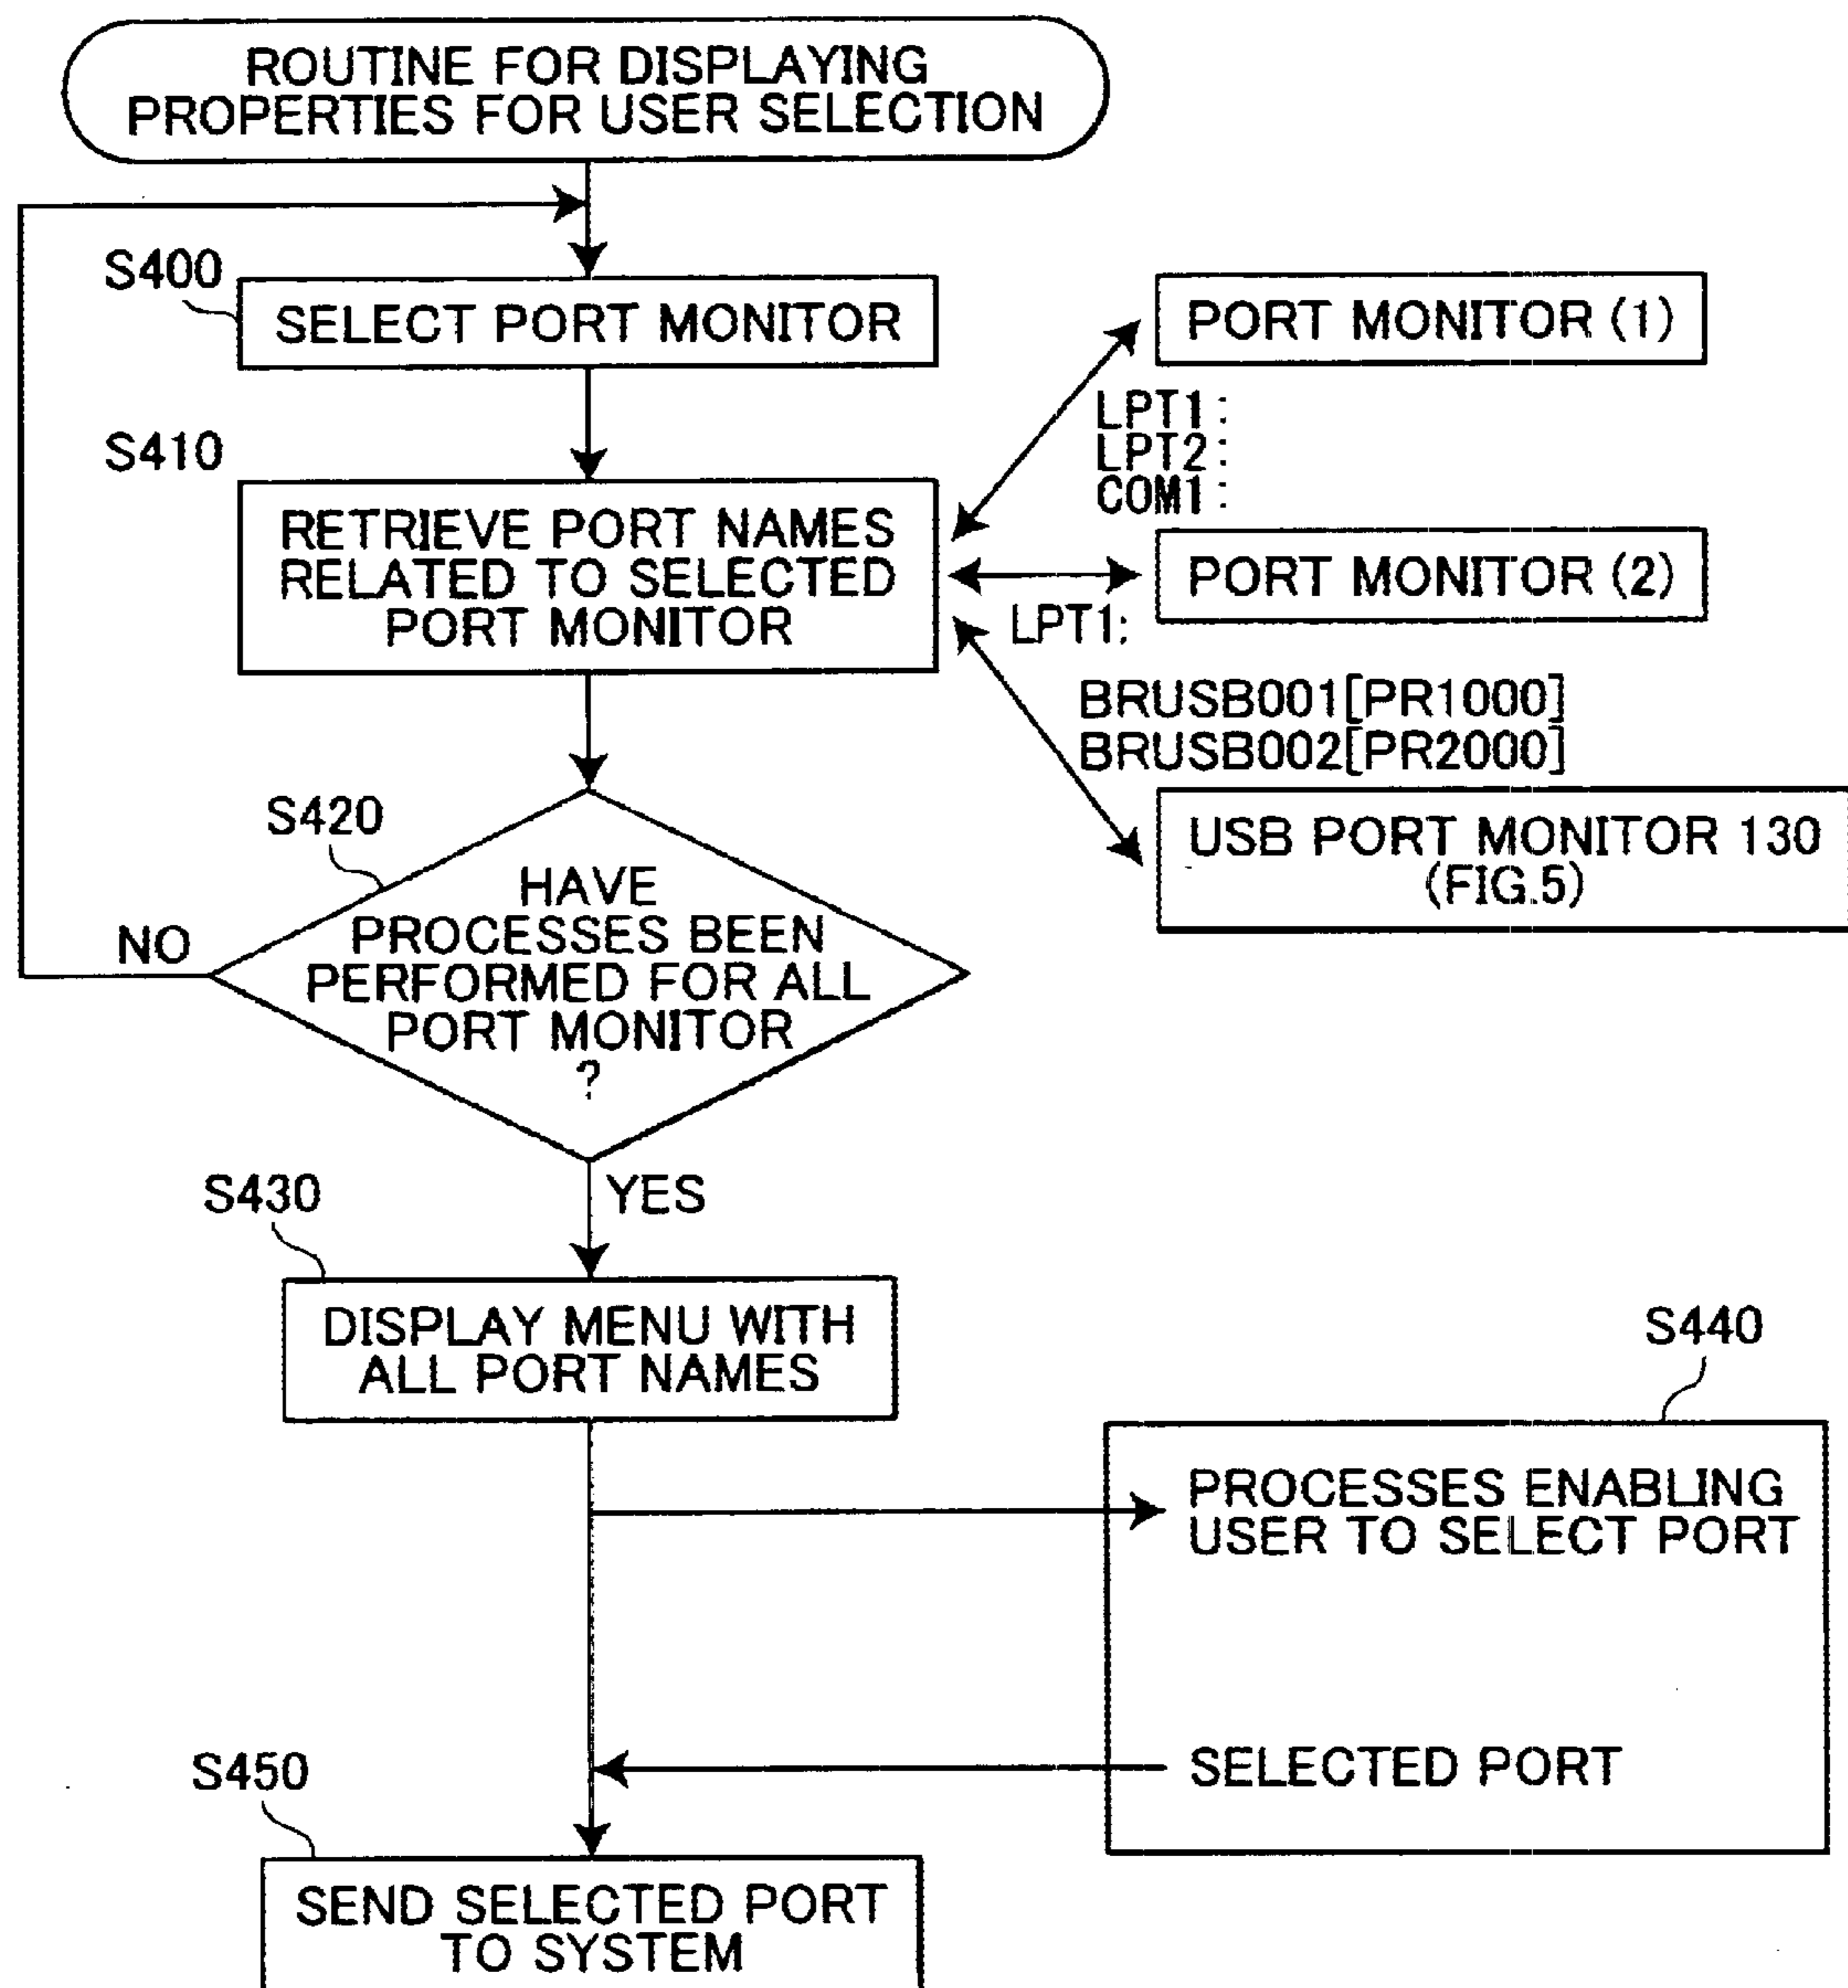 ROUTINE FOR DISPLAYING
PROPERTIES FOR USER SELECTION
S400
SELECT PORT MONITOR
PORT MONITOR (1)
LPT1:
LPT2:
COM1:
S410
RETRIEVE PORT NAMES
RELATED TO SELECTED
PORT MONITOR
PORT MONITOR (2)
LPT1:
BRUSB001[PR1000]
BRUSB002[PR2000]
USB PORT MONITOR 130
(FIG.5)
S420
HAVE
PROCESSES BEEN
PERFORMED FOR ALL
PORT MONITOR
?
NO
YES
S430
DISPLAY MENU WITH
ALL PORT NAMES
S440
PROCESSES ENABLING
USER TO SELECT PORT
SELECTED PORT
S450
SEND SELECTED PORT
TO SYSTEM